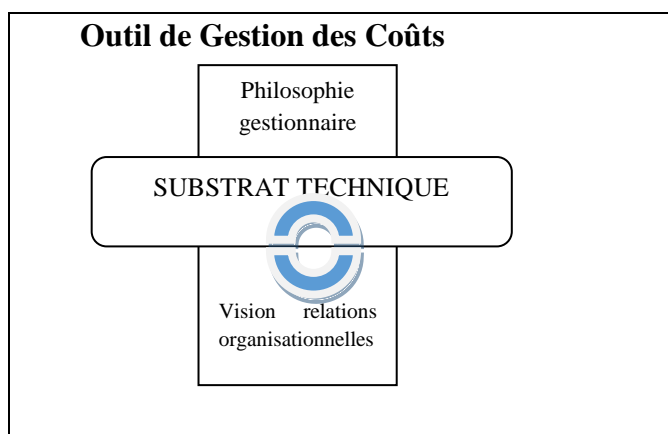 Outil de Gestion des Coûts
Philosophie
gestionnaire
SUBSTRAT TECHNIQUE
Vision relations
organisationnelles